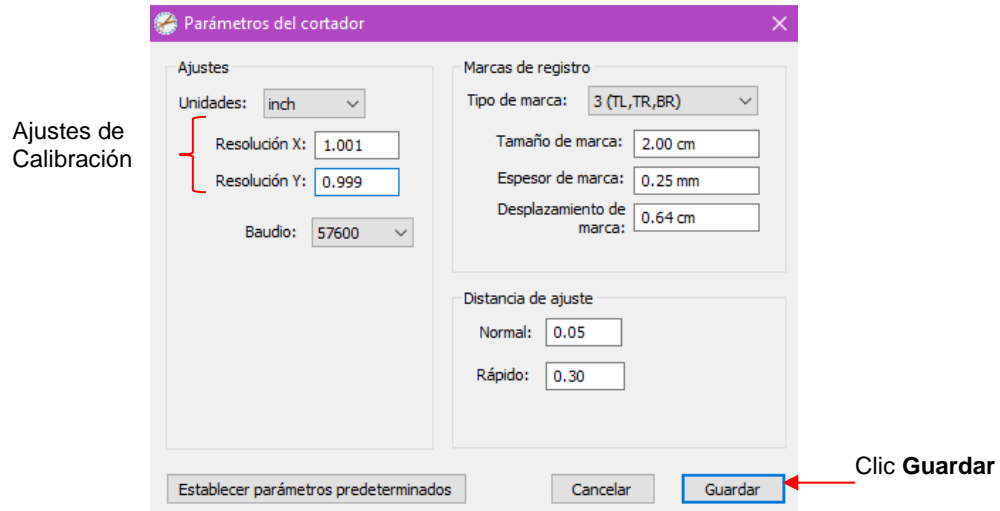 Parámetros del cortador
Ajustes
Unidades: inch
Ajustes de
Calibración
Resolución X: 1.001
Resolución Y: 0.999
Baudio: 57600
Marcas de registro
Tipo de marca: 3 (TL,TR,BR)
Tamaño de marca: 2.00 cm
Espesor de marca: 0.25 mm
Desplazamiento de
marca: 0.64 cm
Distancia de ajuste
Normal: 0.05
Rápido: 0.30
Establecer parámetros predeterminados
Cancelar
Guardar
Clic Guardar